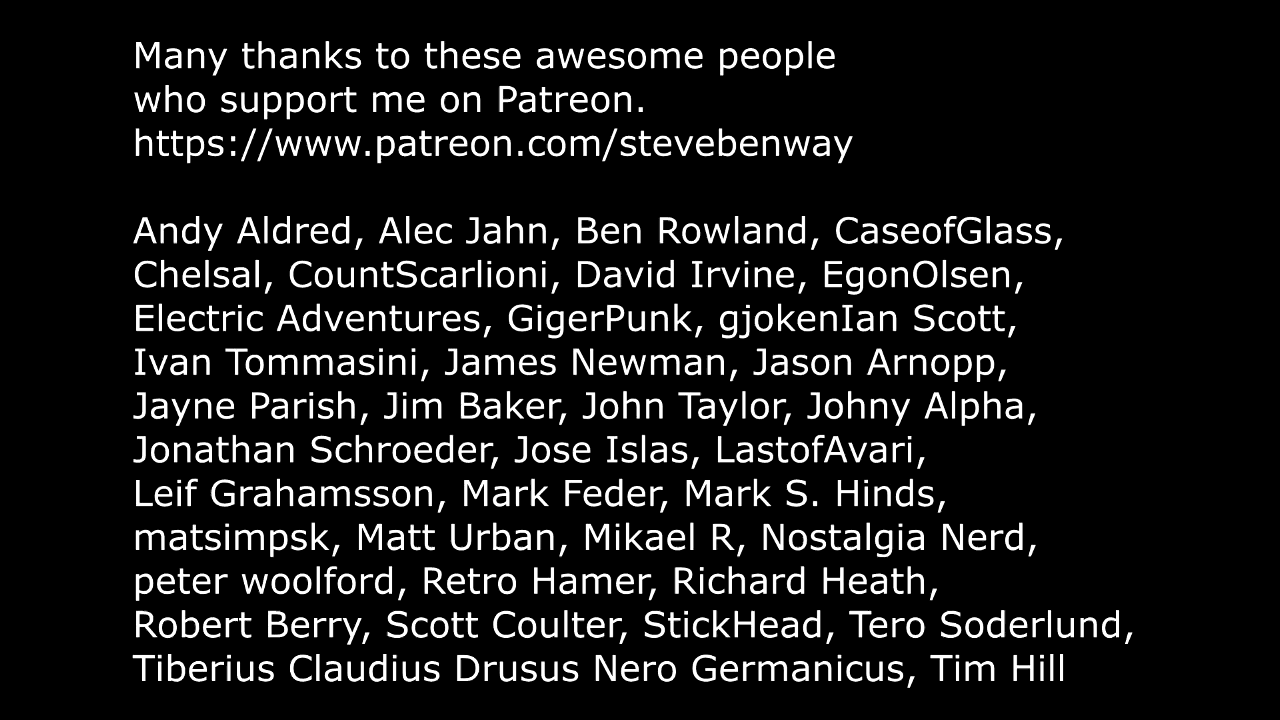 Many thanks to these awesome people
who support me on Patreon.
https://www.patreon.com/stevebenway
Andy Aldred, Alec Jahn, Ben Rowland, CaseofGlass,
Chelsal, CountScarlioni, David Irvine, EgonOlsen,
Electric Adventures, GigerPunk, gjokenIan Scott,
Ivan Tommasini, James Newman, Jason Arnopp,
Jayne Parish, Jim Baker, John Taylor, Johny Alpha,
Jonathan Schroeder, Jose Islas, LastofAvari,
Leif Grahamsson, Mark Feder, Mark S. Hinds,
matsimpsk, Matt Urban, Mikael R, Nostalgia Nerd,
peter woolford, Retro Hamer, Richard Heath,
Robert Berry, Scott Coulter, StickHead, Tero Soderlund,
Tiberius Claudius Drusus Nero Germanicus, Tim Hill